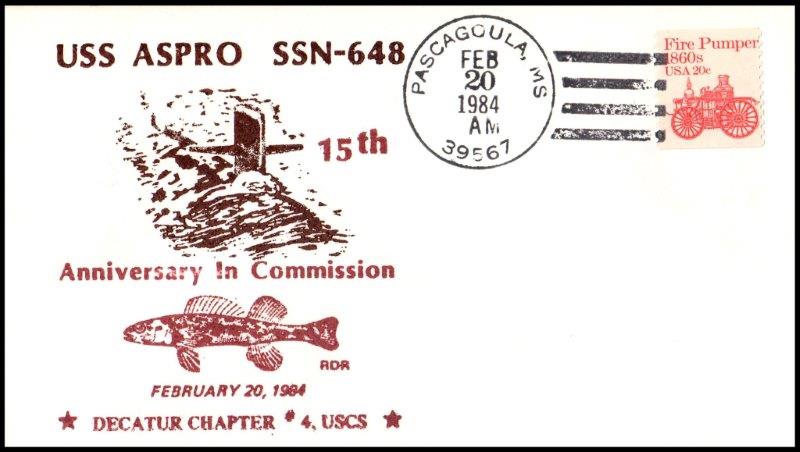 USS ASPRO SSN-648
15th
Anniversary In Commission
RDR
FEBRUARY 20, 1984
★ DECATUR CHAPTER #4, USCS ★
PASCAGOULA, MS
FEB
20
1984
AM
39567
Fire Pumper
1860s
USA 20c